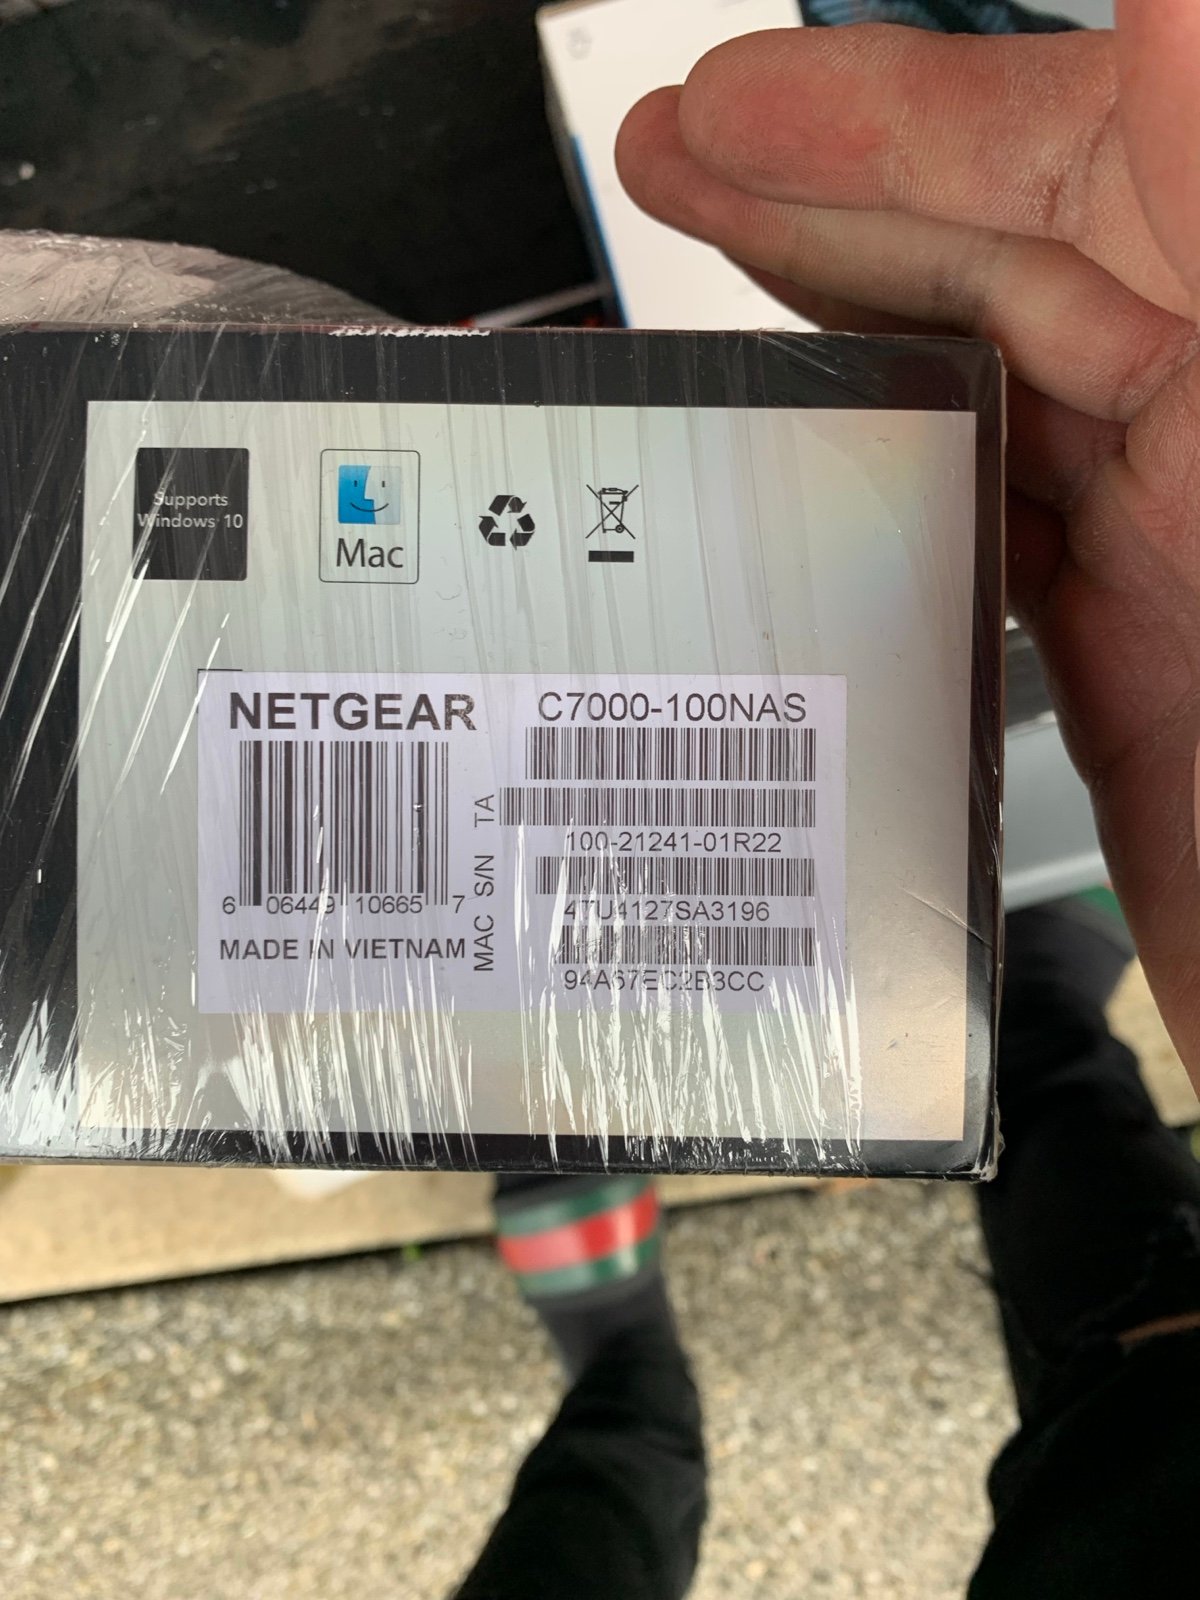 Supports
Windows 10
Mac
NETGEAR
C7000-100NAS
TA
100-21241-01R22
S/N
4TU4127SA3196
6 06449 10665 7
MADE IN VIETNAM
MAC
94A67EC2B3CC